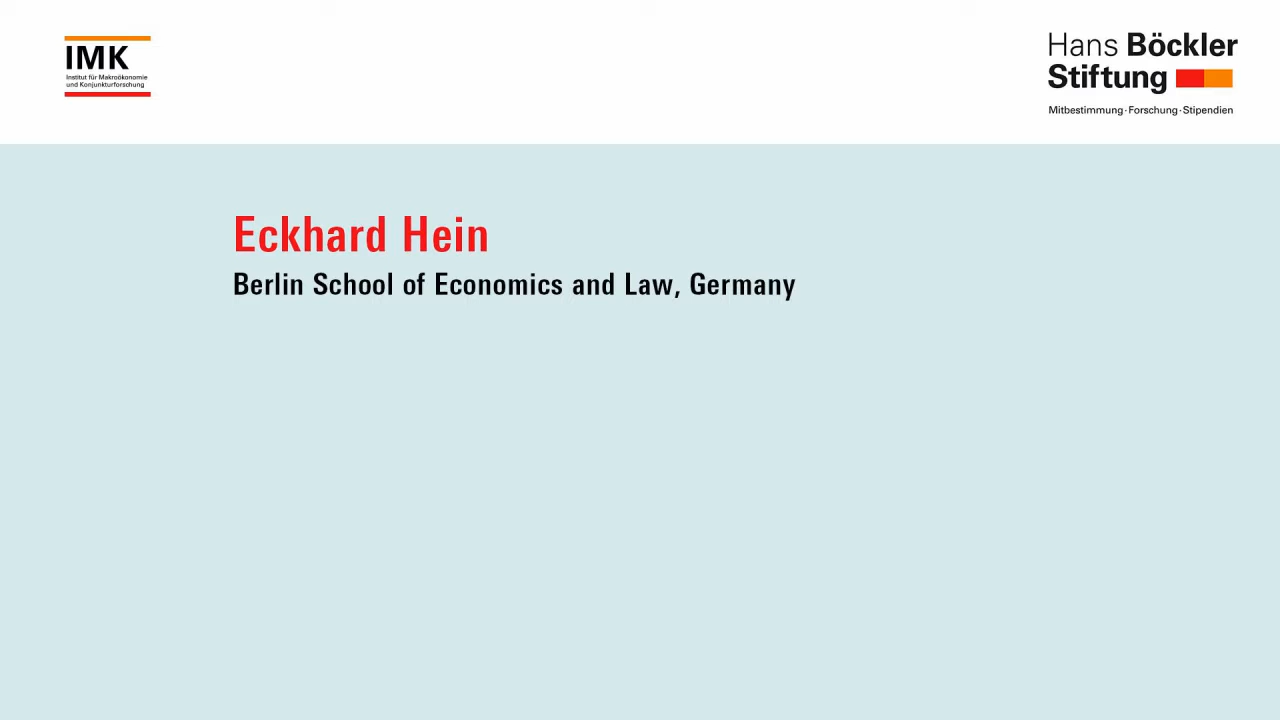 IMK
Institut für Makroökonomie
und Konjunkturforschung
Hans Böckler
Stiftung
Mitbestimmung·Forschung·Stipendien
Eckhard Hein
Berlin School of Economics and Law, Germany